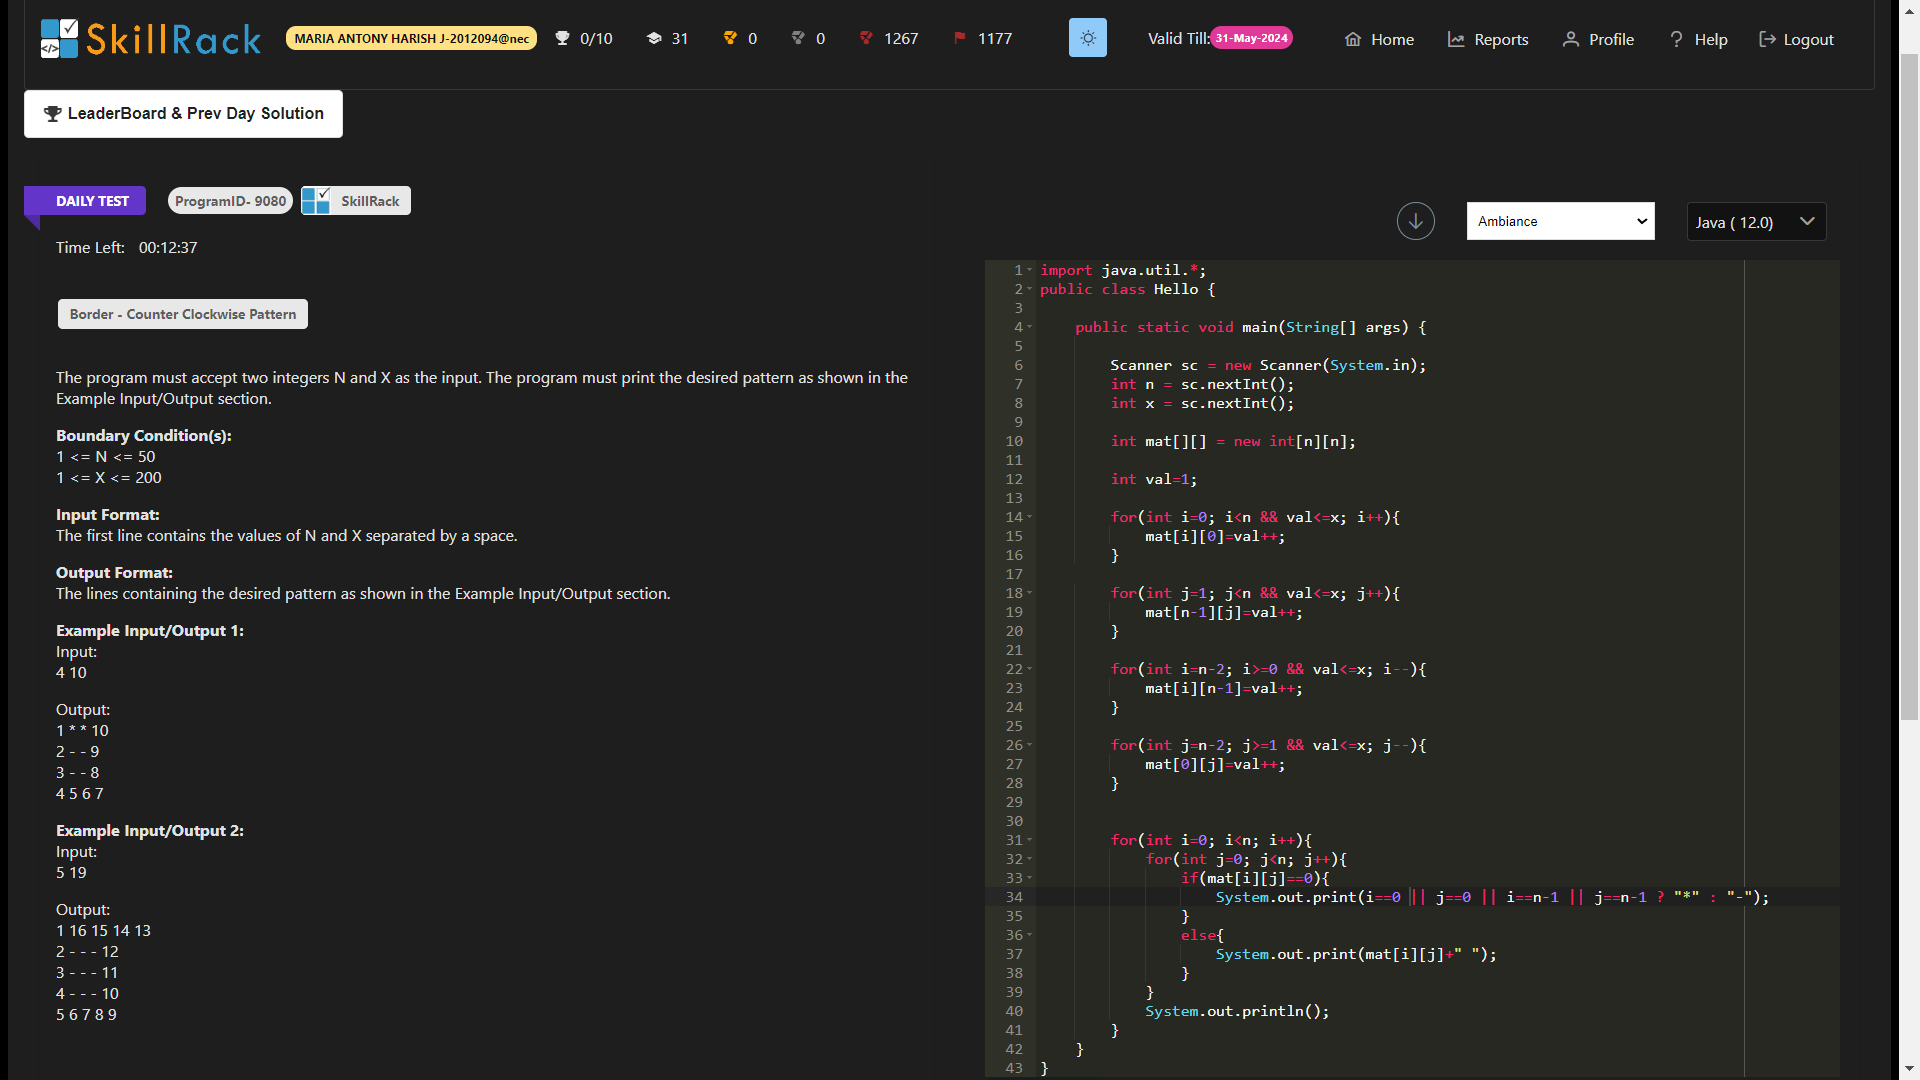 SkillRack
MARIA ANTONY HARISH J-2012094@nec
0/10
31
0
0
1267
1177
Valid Till:
31-May-2024
Home
Reports
Profile
Help
Logout
LeaderBoard & Prev Day Solution
DAILY TEST
ProgramID- 9080
SkillRack
Ambiance
Java ( 12.0)
Time Left: 00:12:37
Border - Counter Clockwise Pattern
The program must accept two integers N and X as the input. The program must print the desired pattern as shown in the
Example Input/Output section.
Boundary Condition(s):
1 <= N <= 50
1 <= X <= 200
Input Format:
The first line contains the values of N and X separated by a space.
Output Format:
The lines containing the desired pattern as shown in the Example Input/Output section.
Example Input/Output 1:
Input:
4 10
Output:
1 * * 10
2 - - 9
3 - - 8
4 5 6 7
Example Input/Output 2:
Input:
5 19
Output:
1 16 15 14 13
2 - - - 12
3 - - - 11
4 - - - 10
5 6 7 8 9
1 import java.util.*;
2 public class Hello {
3
4 public static void main(String[] args) {
5
6 Scanner sc = new Scanner(System.in);
7 int n = sc.nextInt();
8 int x = sc.nextInt();
9
10 int mat[][] = new int[n][n];
11
12 int val=1;
13
14 for(int i=0; i<n && val<=x; i++){
15 mat[i][0]=val++;
16 }
17
18 for(int j=1; j<n && val<=x; j++){
19 mat[n-1][j]=val++;
20 }
21
22 for(int i=n-2; i>=0 && val<=x; i--){
23 mat[i][n-1]=val++;
24 }
25
26 for(int j=n-2; j>=1 && val<=x; j--){
27 mat[0][j]=val++;
28 }
29
30
31 for(int i=0; i<n; i++){
32 for(int j=0; j<n; j++){
33 if(mat[i][j]==0){
34 System.out.print(i==0 || j==0 || i==n-1 || j==n-1 ? "*" : "-");
35 }
36 else{
37 System.out.print(mat[i][j]+" ");
38 }
39 }
40 System.out.println();
41 }
42 }
43 }